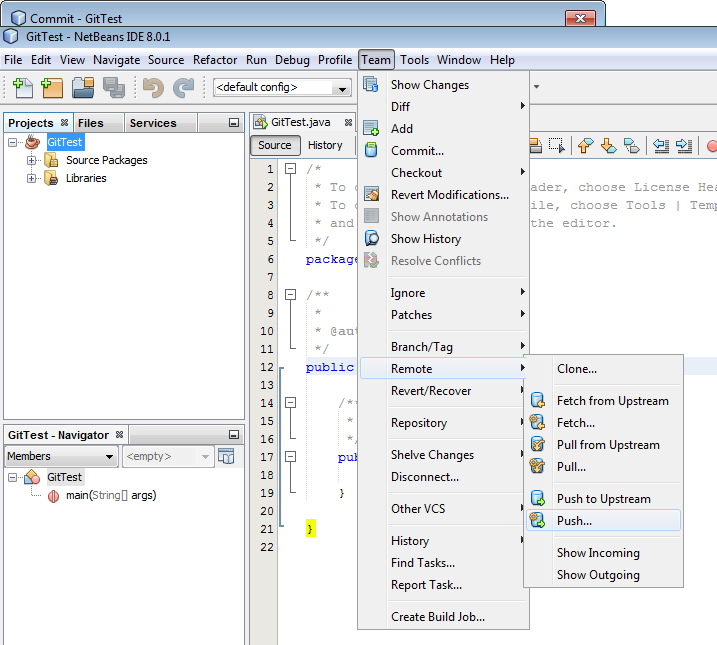 Commit - GitTest
GitTest - NetBeans IDE 8.0.1
File Edit View Navigate Source Refactor Run Debug Profile Team Tools Window Help
<default config>
Projects Files Services
GitTest
Source Packages
Libraries
GitTest - Navigator
Members <empty>
GitTest
main(String[] args)
GitTest.java
Source History
1 /*
2 * To c
ader, choose License Hea
3 * To c
ile, choose Tools | Temp
4 * and
the editor.
5 */
6 package
7
8 /**
9 *
10 * @aut
11 */
12 public
13
14 /**
15 *
16 *
17 pub
18
19 }
20
21 }
22
Show Changes
Diff
Add
Commit...
Checkout
Revert Modifications...
Show Annotations
Show History
Resolve Conflicts
Ignore
Patches
Branch/Tag
Remote
Revert/Recover
Repository
Shelve Changes
Disconnect...
Other VCS
History
Find Tasks...
Report Task...
Create Build Job...
Clone...
Fetch from Upstream
Fetch...
Pull from Upstream
Pull...
Push to Upstream
Push...
Show Incoming
Show Outgoing